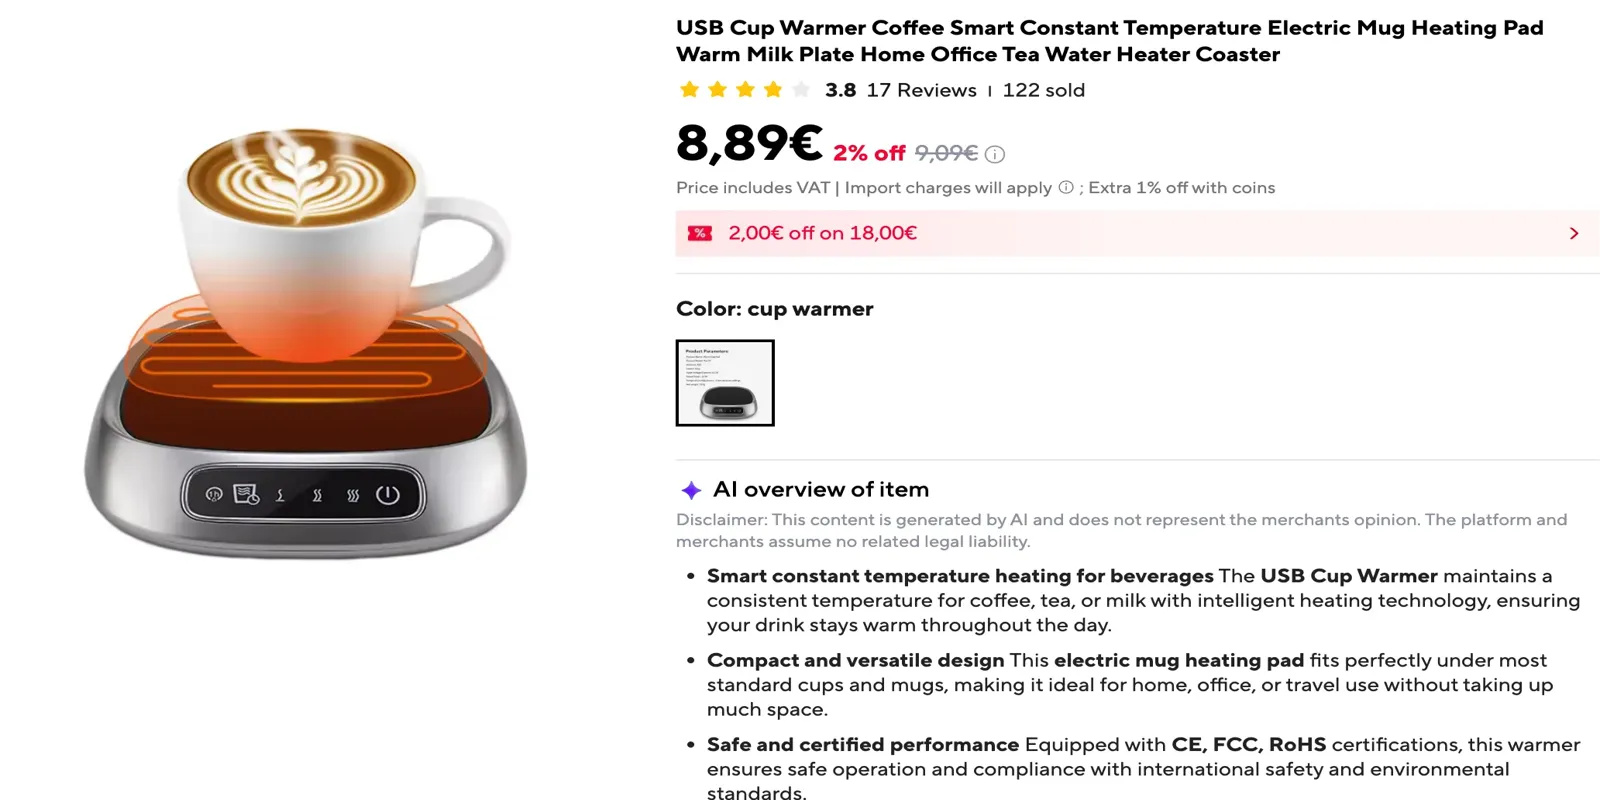 USB Cup Warmer Coffee Smart Constant Temperature Electric Mug Heating Pad
Warm Milk Plate Home Office Tea Water Heater Coaster
3.8 17 Reviews | 122 sold
8,89€ 2% off 9,09€
Price includes VAT | Import charges will apply ; Extra 1% off with coins
% 2,00€ off on 18,00€
Color: cup warmer
Product Parameters
AI overview of item
Disclaimer: This content is generated by AI and does not represent the merchants opinion. The platform and
merchants assume no related legal liability.
• Smart constant temperature heating for beverages The USB Cup Warmer maintains a
consistent temperature for coffee, tea, or milk with intelligent heating technology, ensuring
your drink stays warm throughout the day.
• Compact and versatile design This electric mug heating pad fits perfectly under most
standard cups and mugs, making it ideal for home, office, or travel use without taking up
much space.
• Safe and certified performance Equipped with CE, FCC, RoHS certifications, this warmer
ensures safe operation and compliance with international safety and environmental
standards.